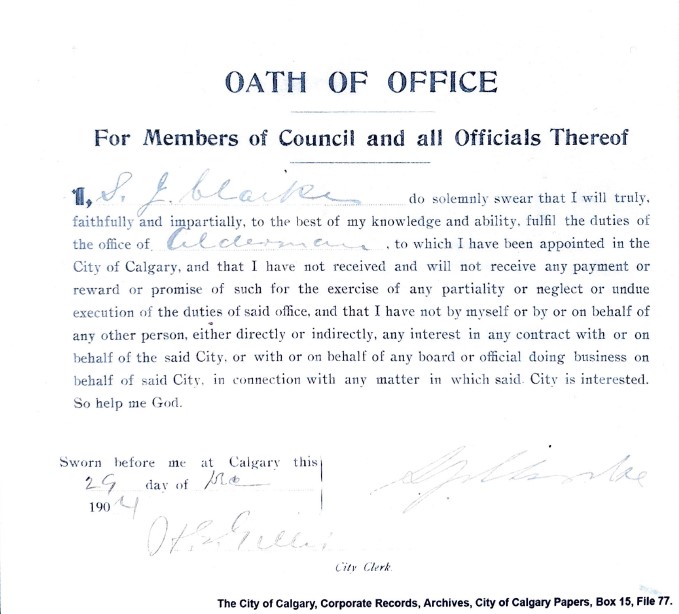 OATH OF OFFICE
For Members of Council and all Officials Thereof
I, S. J. Clarke do solemnly swear that I will truly,
faithfully and impartially, to the best of my knowledge and ability, fulfil the duties of
the office of Alderman, to which I have been appointed in the
City of Calgary, and that I have not received and will not receive any payment or
reward or promise of such for the exercise of any partiality or neglect or undue
execution of the duties of said office, and that I have not by myself or by or on behalf of
any other person, either directly or indirectly, any interest in any contract with or on
behalf of the said City, or with or on behalf of any board or official doing business on
behalf of said City, in connection with any matter in which said City is interested.
So help me God.
Sworn before me at Calgary this
29 day of
1904
S J Clarke
City Clerk.
The City of Calgary, Corporate Records, Archives, City of Calgary Papers, Box 15, File 77.